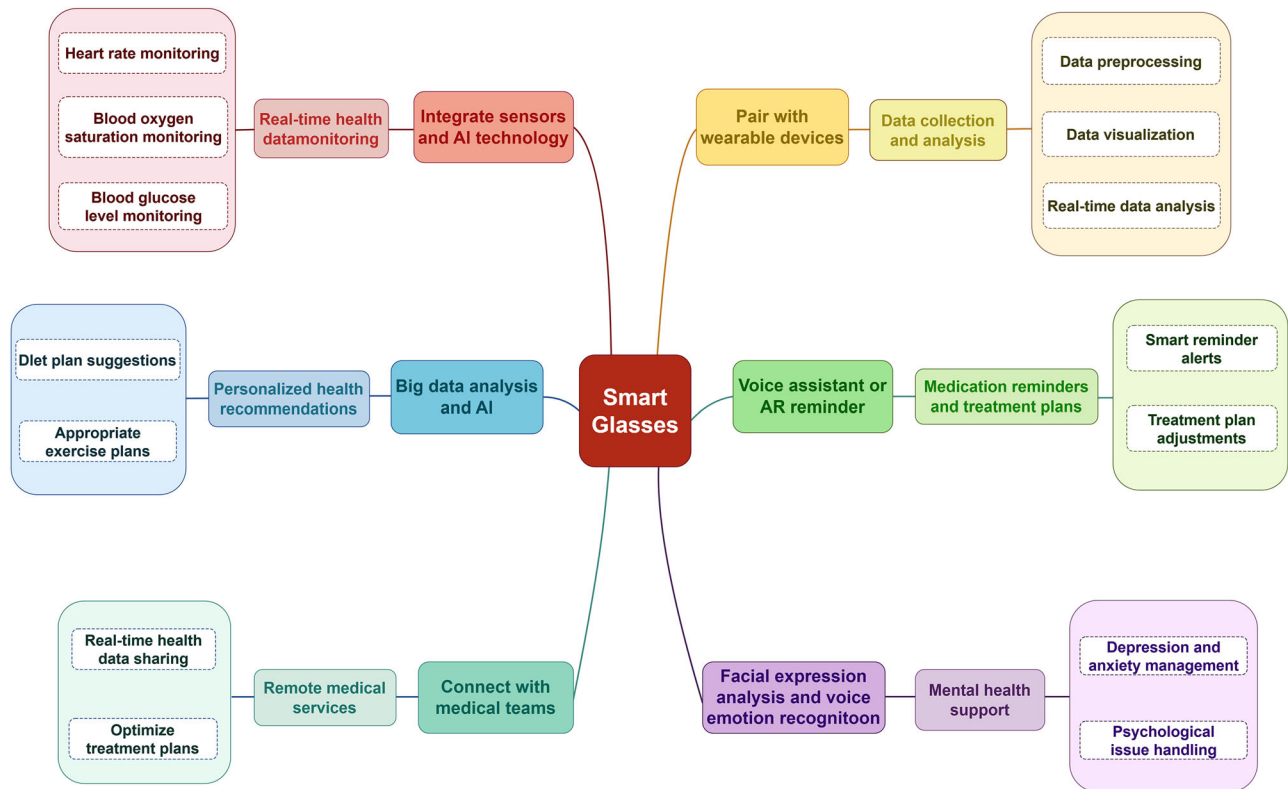 Heart rate monitoring
Blood oxygen
saturation monitoring
Blood glucose
level monitoring
Real-time health
datamonitoring
Integrate sensors
and AI technology
Pair with
wearable devices
Data collection
and analysis
Data preprocessing
Data visualization
Real-time data analysis
DIet plan suggestions
Appropriate
exercise plans
Personalized health
recommendations
Big data analysis
and AI
Smart
Glasses
Voice assistant or
AR reminder
Medication reminders
and treatment plans
Smart reminder
alerts
Treatment plan
adjustments
Real-time health
data sharing
Optimize
treatment plans
Remote medical
services
Connect with
medical teams
Facial expression
analysis and voice
emotion recognitoon
Mental health
support
Depression and
anxiety management
Psychological
issue handling